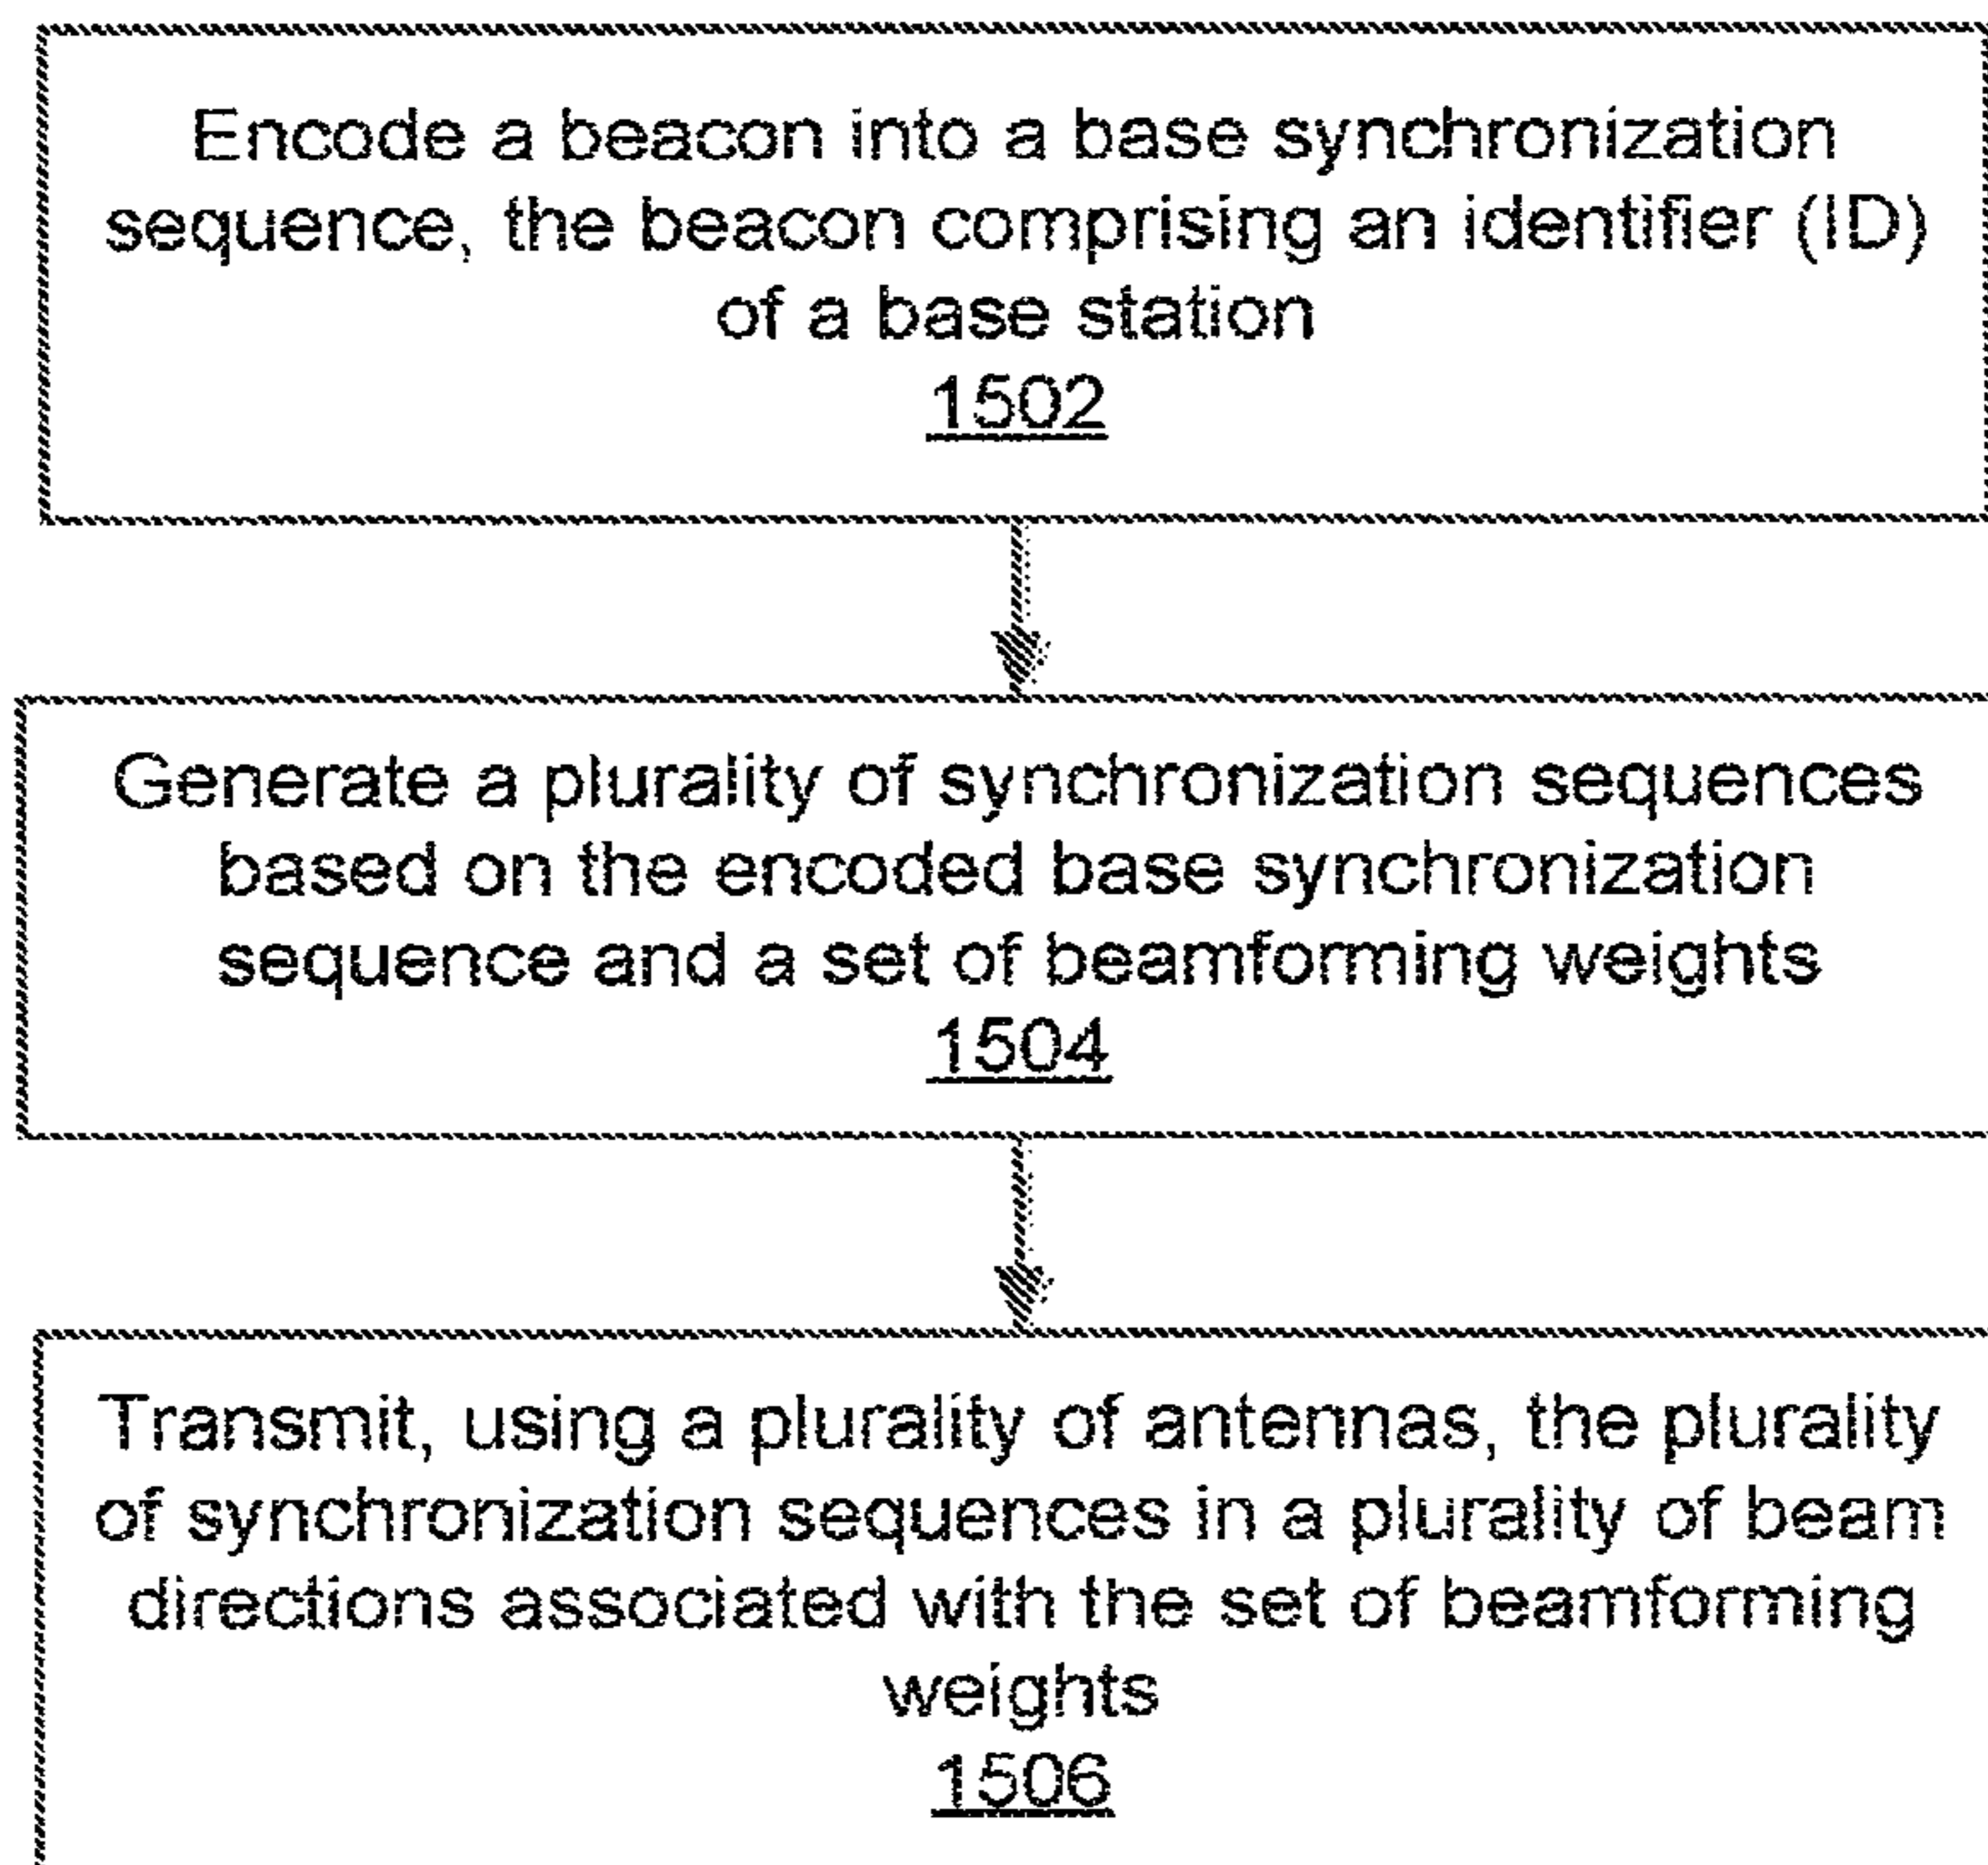 Encode a beacon into a base synchronization
sequence, the beacon comprising an identifier (ID)
of a base station
1502
Generate a plurality of synchronization sequences
based on the encoded base synchronization
sequence and a set of beamforming weights
1504
Transmit, using a plurality of antennas, the plurality
of synchronization sequences in a plurality of beam
directions associated with the set of beamforming
weights
1506